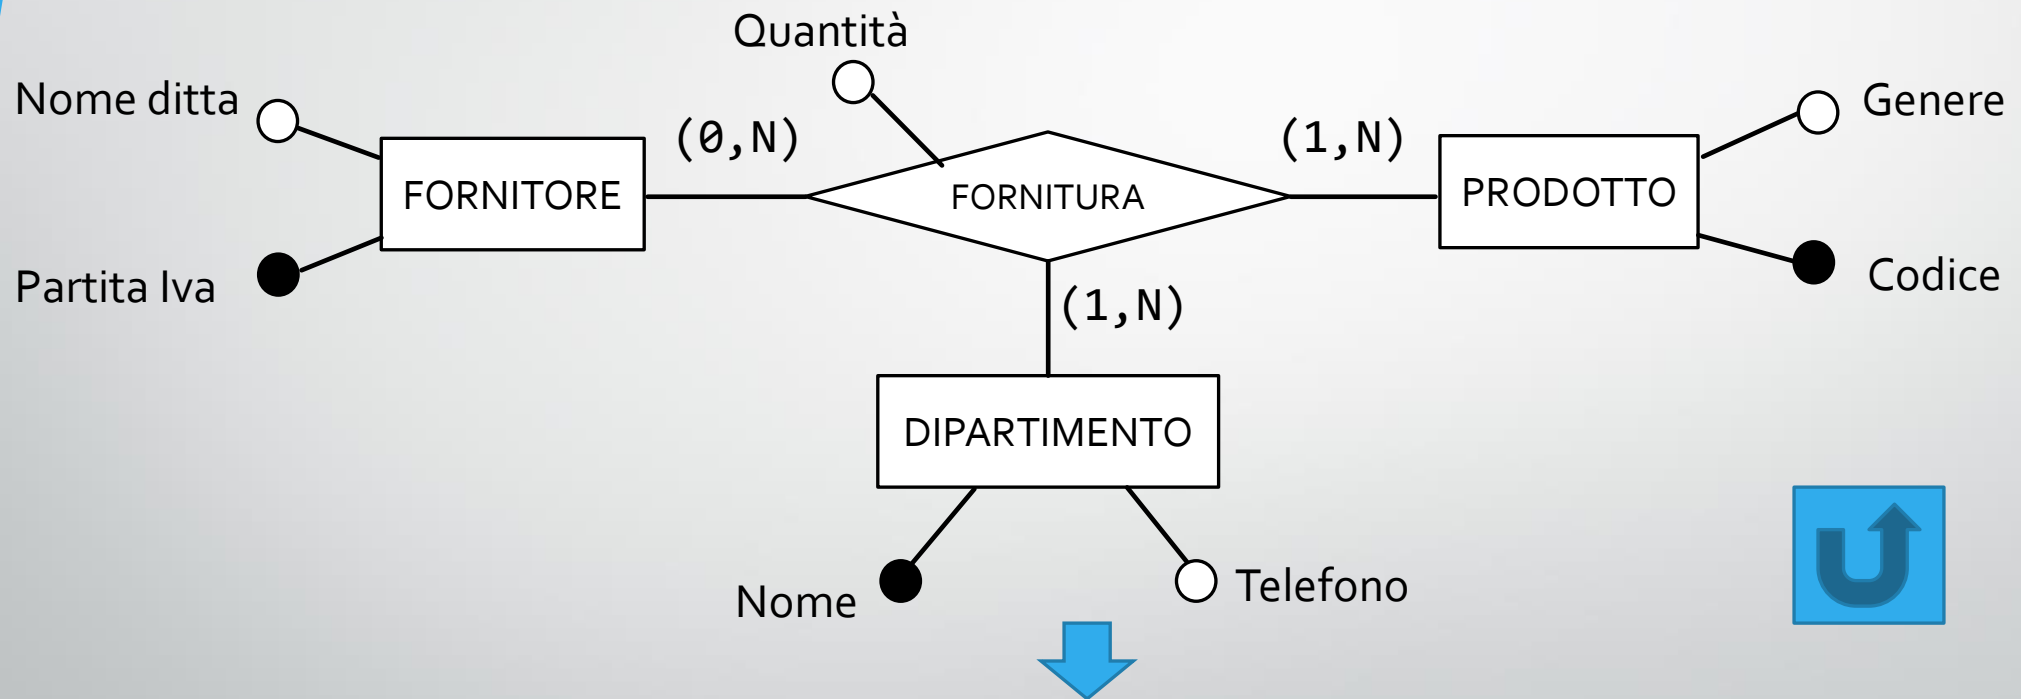 Quantità
Nome ditta
(0,N)
(1,N)
Genere
FORNITORE
FORNITURA
PRODOTTO
Partita Iva
(1,N)
Codice
DIPARTIMENTO
Nome
Telefono